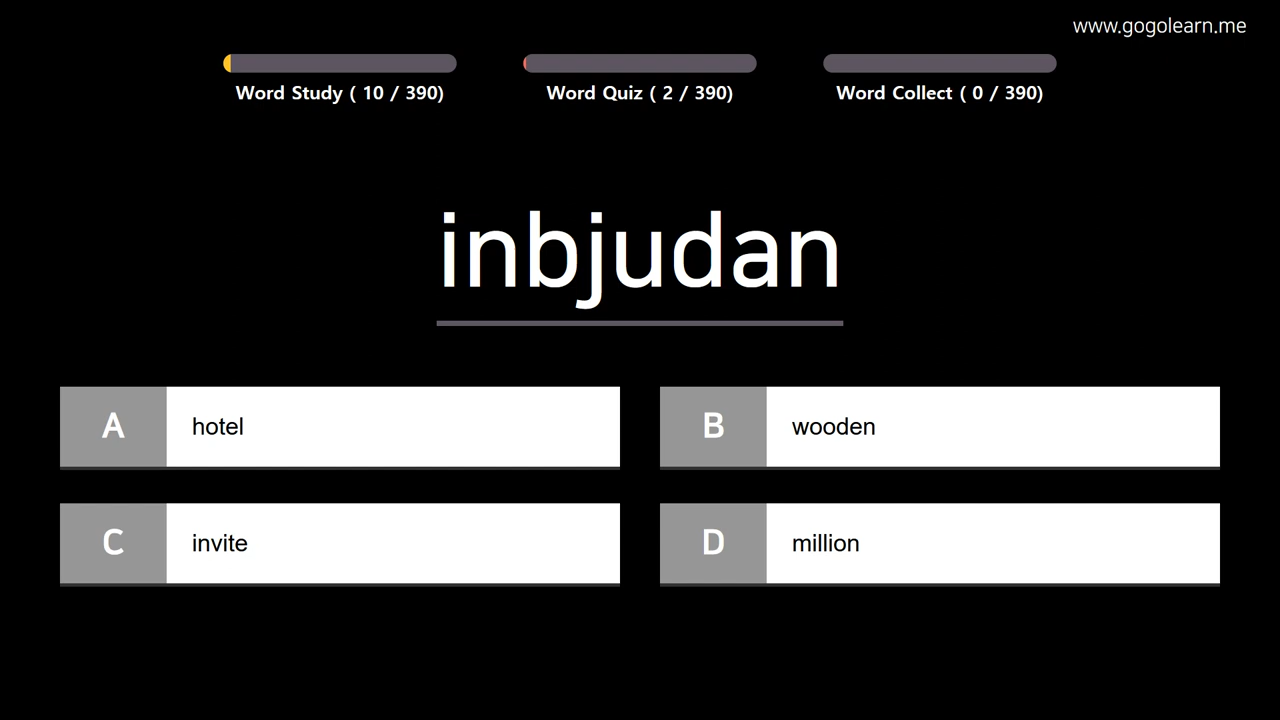 www.gogolearn.me
Word Study ( 10 / 390)
Word Quiz ( 2 / 390)
Word Collect ( 0 / 390)
inbjudan
A hotel
B wooden
C invite
D million